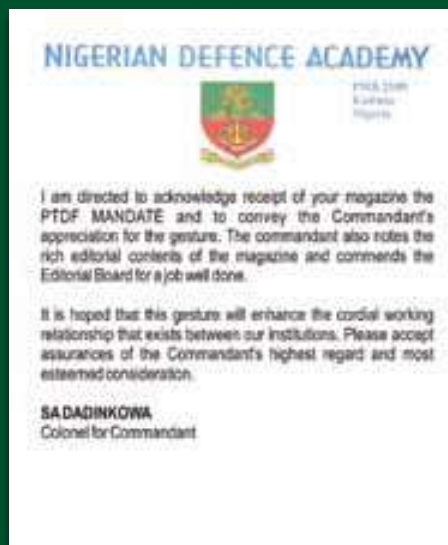 NIGERIAN DEFENCE ACADEMY
Kaduna
Nigeria
I am directed to acknowledge receipt of your magazine the
PTDF MANDATE and to convey the Commandant's
appreciation for the gesture. The commandant also notes the
rich editorial contents of the magazine and commends the
Editorial Board for a job well done.
It is hoped that this gesture will enhance the cordial working
relationship that exists between our institutions. Please accept
assurances of the Commandant's highest regard and most
esteemed consideration.
SA DADINKOWA
Colonel for Commandant